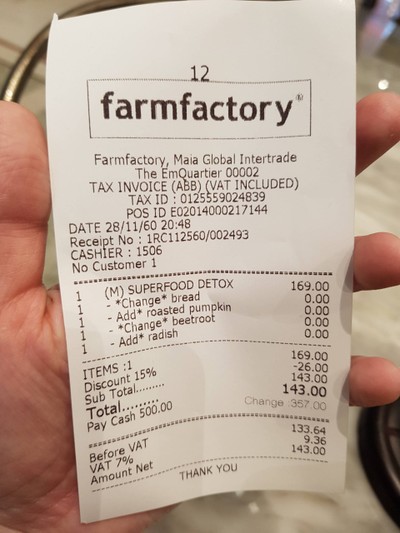 12
farmfactory®
Farmfactory, Maia Global Intertrade
The EmQuartier 00002
TAX INVOICE (ABB) (VAT INCLUDED)
TAX ID : 0125559024839
POS ID E02014000217144
DATE 28/11/60 20:48
Receipt No : 1RC112560/002493
CASHIER : 1506
No Customer 1
1 (M) SUPERFOOD DETOX 169.00
1 - *Change* bread 0.00
1 - Add* roasted pumpkin 0.00
1 - *Change* beetroot 0.00
1 - Add* radish 0.00
ITEMS :1 169.00
Discount 15% -26.00
Sub Total......... 143.00
Total......... 143.00
Pay Cash 500.00 Change :357.00
Before VAT 133.64
VAT 7% 9.36
Amount Net 143.00
THANK YOU